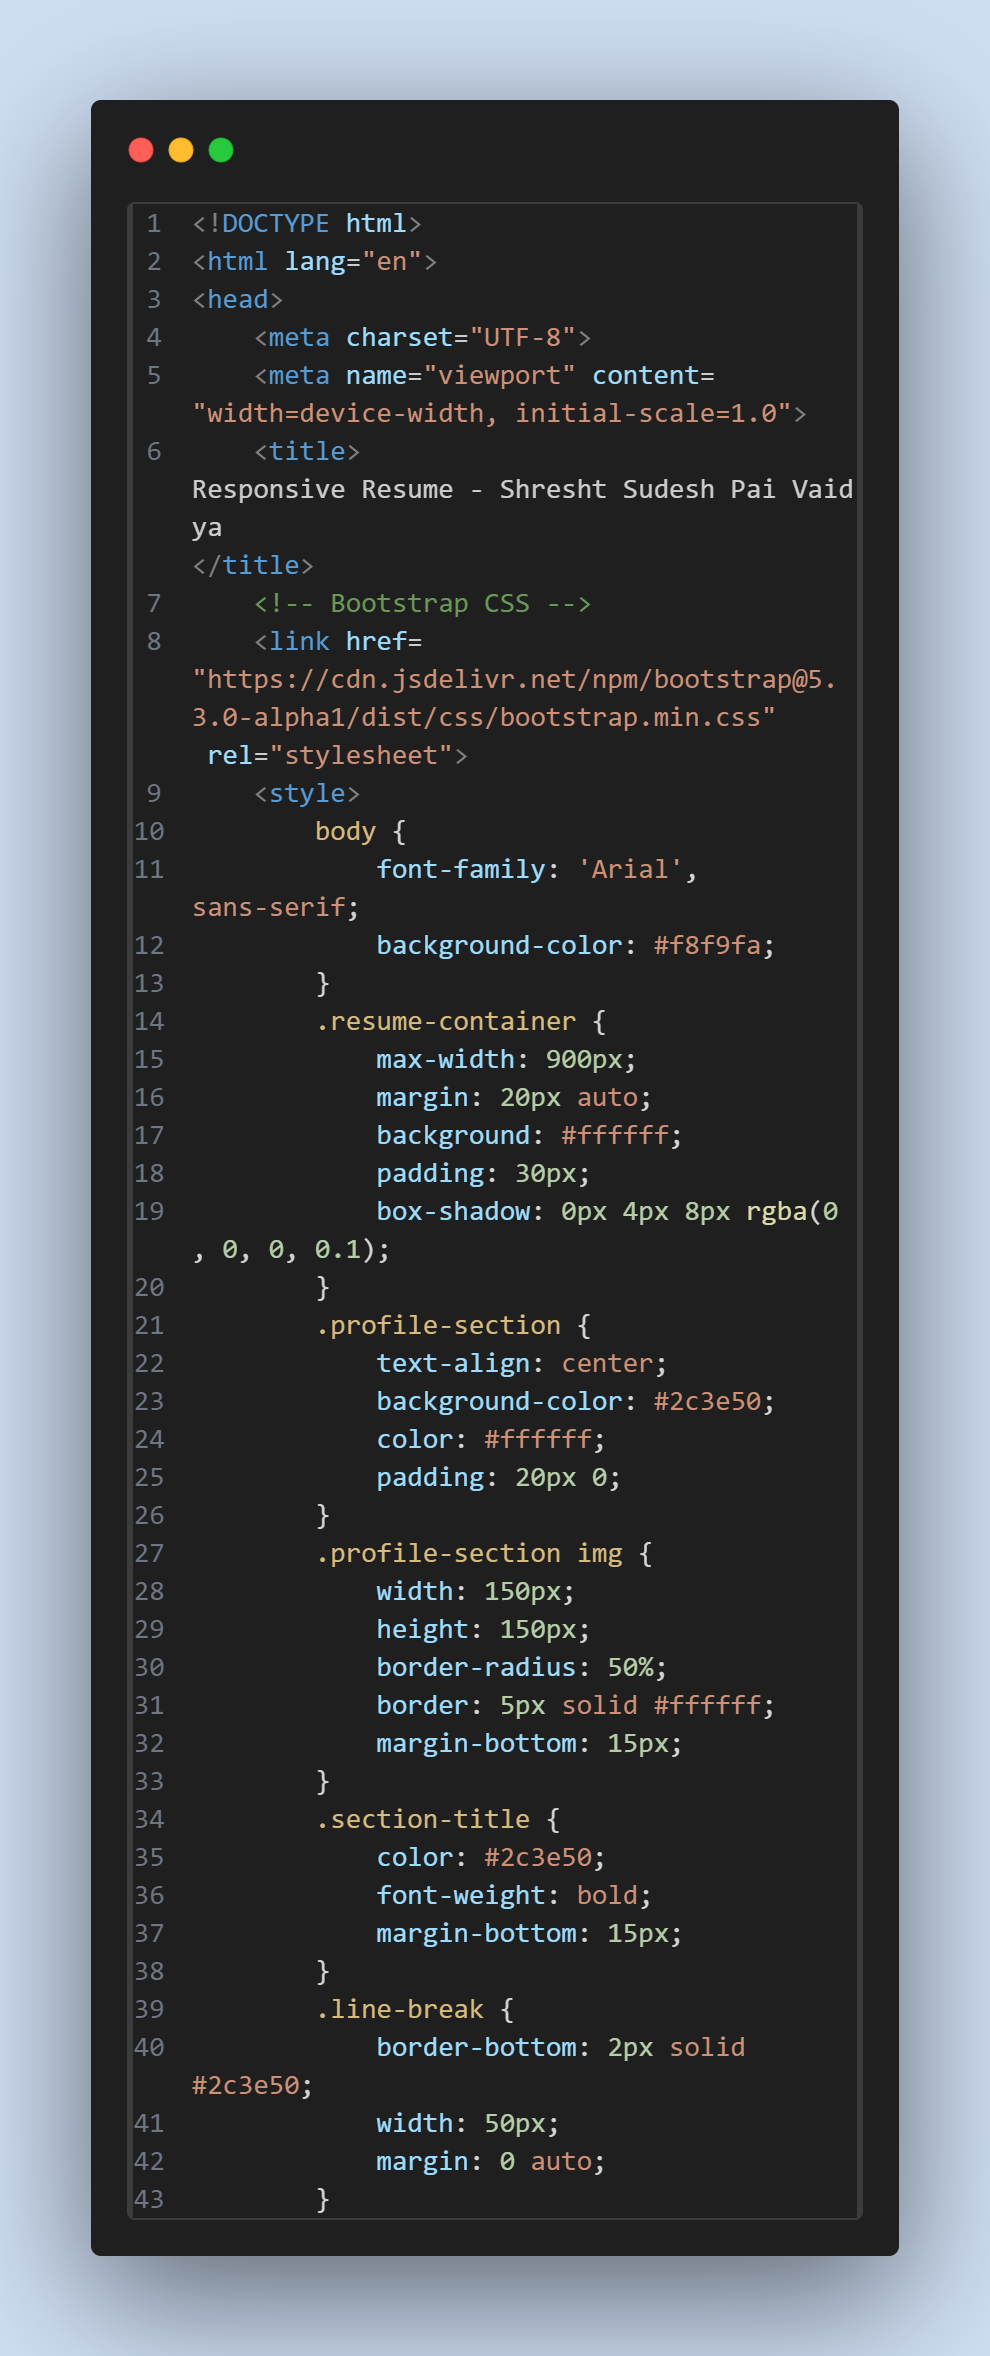 1 <!DOCTYPE html>
2 <html lang="en">
3 <head>
4     <meta charset="UTF-8">
5     <meta name="viewport" content=
"width=device-width, initial-scale=1.0">
6     <title>
Responsive Resume - Shresht Sudesh Pai Vaid
ya
</title>
7     <!-- Bootstrap CSS -->
8     <link href=
"https://cdn.jsdelivr.net/npm/bootstrap@5.
3.0-alpha1/dist/css/bootstrap.min.css"
 rel="stylesheet">
9     <style>
10         body {
11             font-family: 'Arial',
sans-serif;
12             background-color: #f8f9fa;
13         }
14         .resume-container {
15             max-width: 900px;
16             margin: 20px auto;
17             background: #ffffff;
18             padding: 30px;
19             box-shadow: 0px 4px 8px rgba(0
, 0, 0, 0.1);
20         }
21         .profile-section {
22             text-align: center;
23             background-color: #2c3e50;
24             color: #ffffff;
25             padding: 20px 0;
26         }
27         .profile-section img {
28             width: 150px;
29             height: 150px;
30             border-radius: 50%;
31             border: 5px solid #ffffff;
32             margin-bottom: 15px;
33         }
34         .section-title {
35             color: #2c3e50;
36             font-weight: bold;
37             margin-bottom: 15px;
38         }
39         .line-break {
40             border-bottom: 2px solid
#2c3e50;
41             width: 50px;
42             margin: 0 auto;
43         }